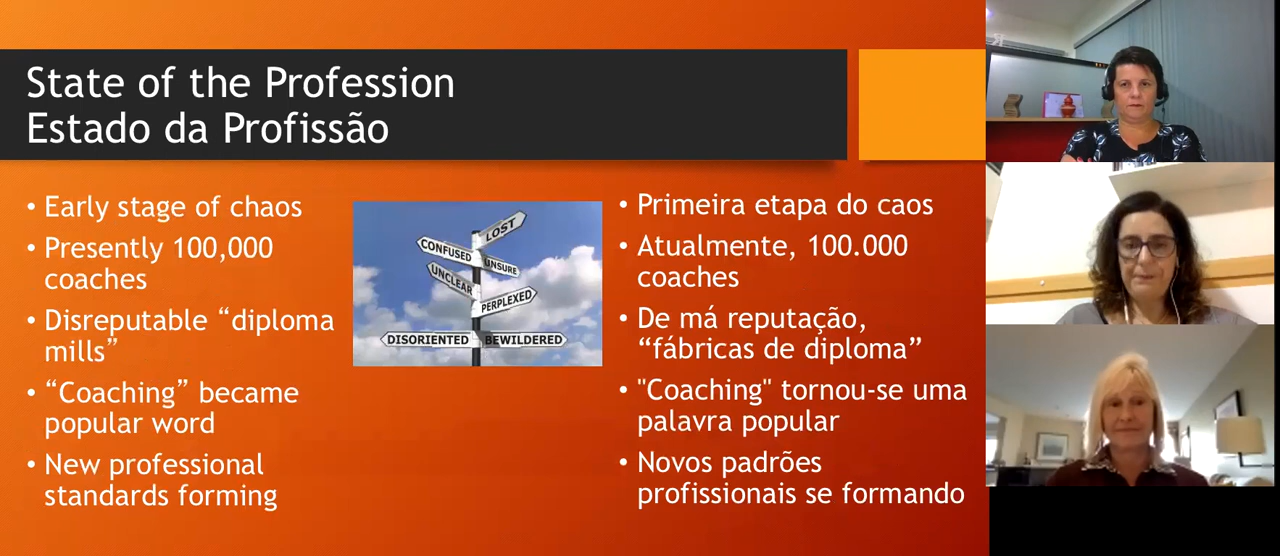 State of the Profession
Estado da Profissão
• Early stage of chaos
• Presently 100,000
coaches
• Disreputable “diploma
mills”
• “Coaching” became
popular word
• New professional
standards forming
LOST
CONFUSED
UNSURE
UNCLEAR
PERPLEXED
DISORIENTED
BEWILDERED
• Primeira etapa do caos
• Atualmente, 100.000
coaches
• De má reputação,
“fábricas de diploma”
• "Coaching" tornou-se uma
palavra popular
• Novos padrões
profissionais se formando